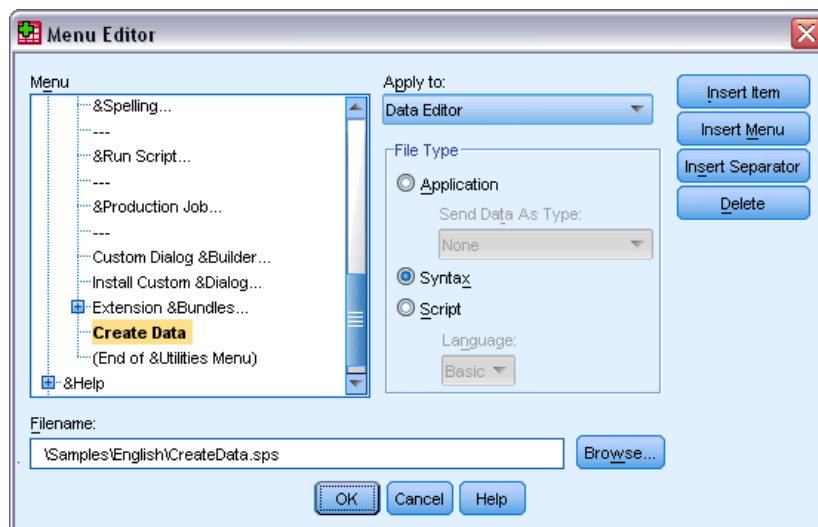 Menu Editor
Menu
&Spelling...
---
&Run Script...
---
&Production Job...
---
Custom Dialog &Builder...
Install Custom &Dialog...
Extension &Bundles...
Create Data
(End of &Utilities Menu)
&Help
Apply to:
Data Editor
File Type
Application
Send Data As Type:
None
Syntax
Script
Language:
Basic
Insert Item
Insert Menu
Insert Separator
Delete
Filename:
\Samples\English\CreateData.sps
Browse...
OK
Cancel
Help